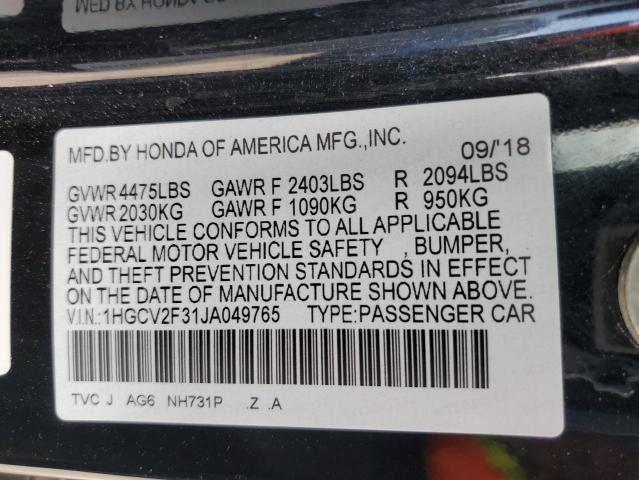 MFD.BY HONDA OF AMERICA MFG.,INC. 09/'18
GVWR 4475LBS GAWR F 2403LBS R 2094LBS
GVWR 2030KG GAWR F 1090KG R 950KG
THIS VEHICLE CONFORMS TO ALL APPLICABLE
FEDERAL MOTOR VEHICLE SAFETY , BUMPER,
AND THEFT PREVENTION STANDARDS IN EFFECT
ON THE DATE OF MANUFACTURE SHOWN ABOVE.
V.I.N.:1HGCV2F31JA049765 TYPE:PASSENGER CAR
TVC J AG6 NH731P .Z .A